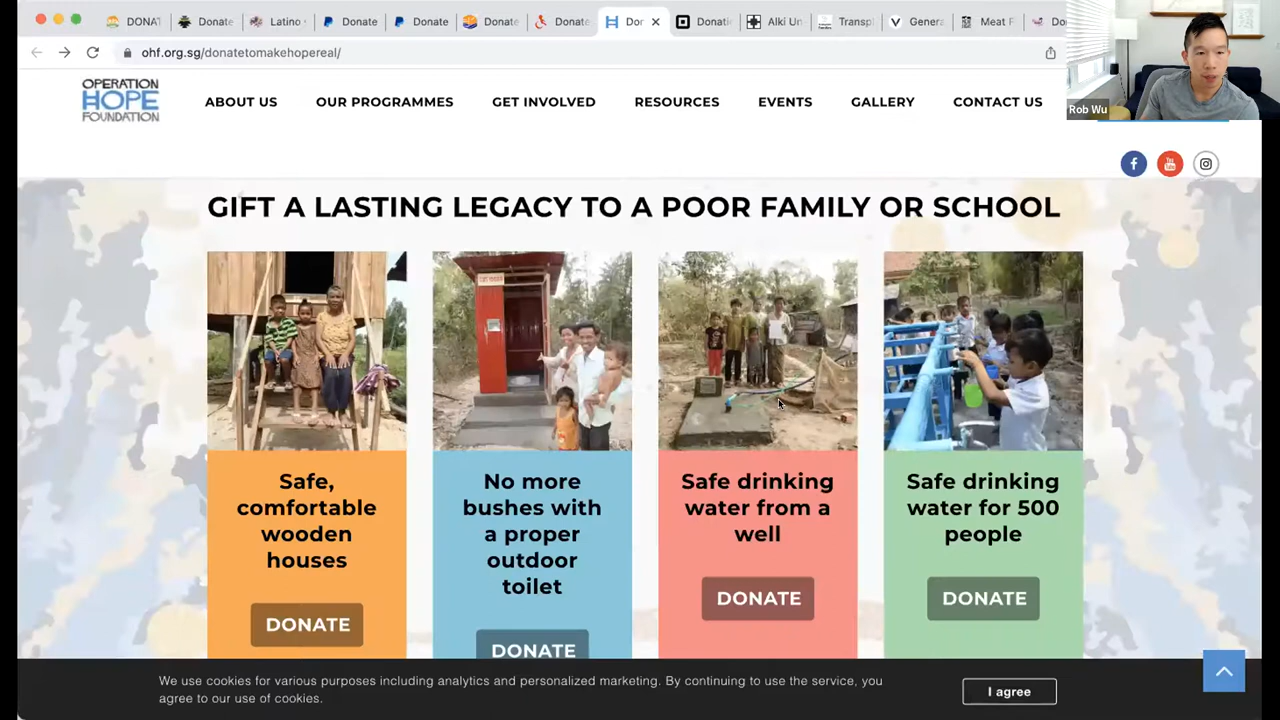 DONAT
Donate
Latino
Donate
Donate
Donate
Donate
Don
Donati
Alki Un
Transpl
Genera
Meat F
Do
ohf.org.sg/donatetomakehopereal/
Rob Wu
OPERATION
HOPE
FOUNDATION
ABOUT US
OUR PROGRAMMES
GET INVOLVED
RESOURCES
EVENTS
GALLERY
CONTACT US
GIFT A LASTING LEGACY TO A POOR FAMILY OR SCHOOL
Safe,
comfortable
wooden
houses
DONATE
No more
bushes with
a proper
outdoor
toilet
DONATE
Safe drinking
water from a
well
DONATE
Safe drinking
water for 500
people
DONATE
We use cookies for various purposes including analytics and personalized marketing. By continuing to use the service, you
agree to our use of cookies.
I agree